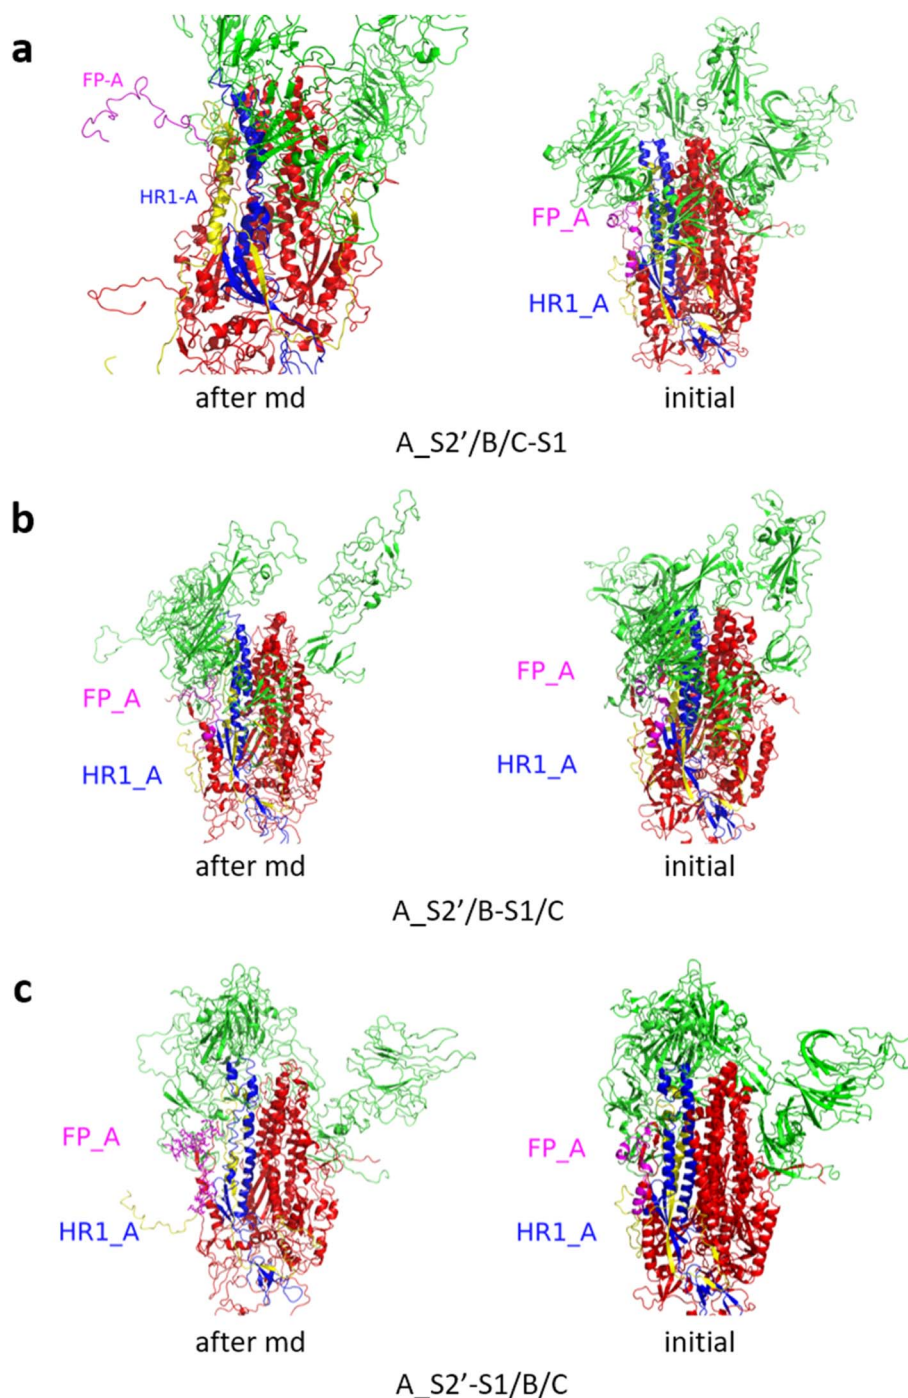 a
FP-A
HR1-A
FP_A
HR1_A
after md
initial
A_S2’/B/C-S1
b
FP_A
HR1_A
FP_A
HR1_A
after md
initial
A_S2’/B-S1/C
c
FP_A
HR1_A
FP_A
HR1_A
after md
initial
A_S2’-S1/B/C